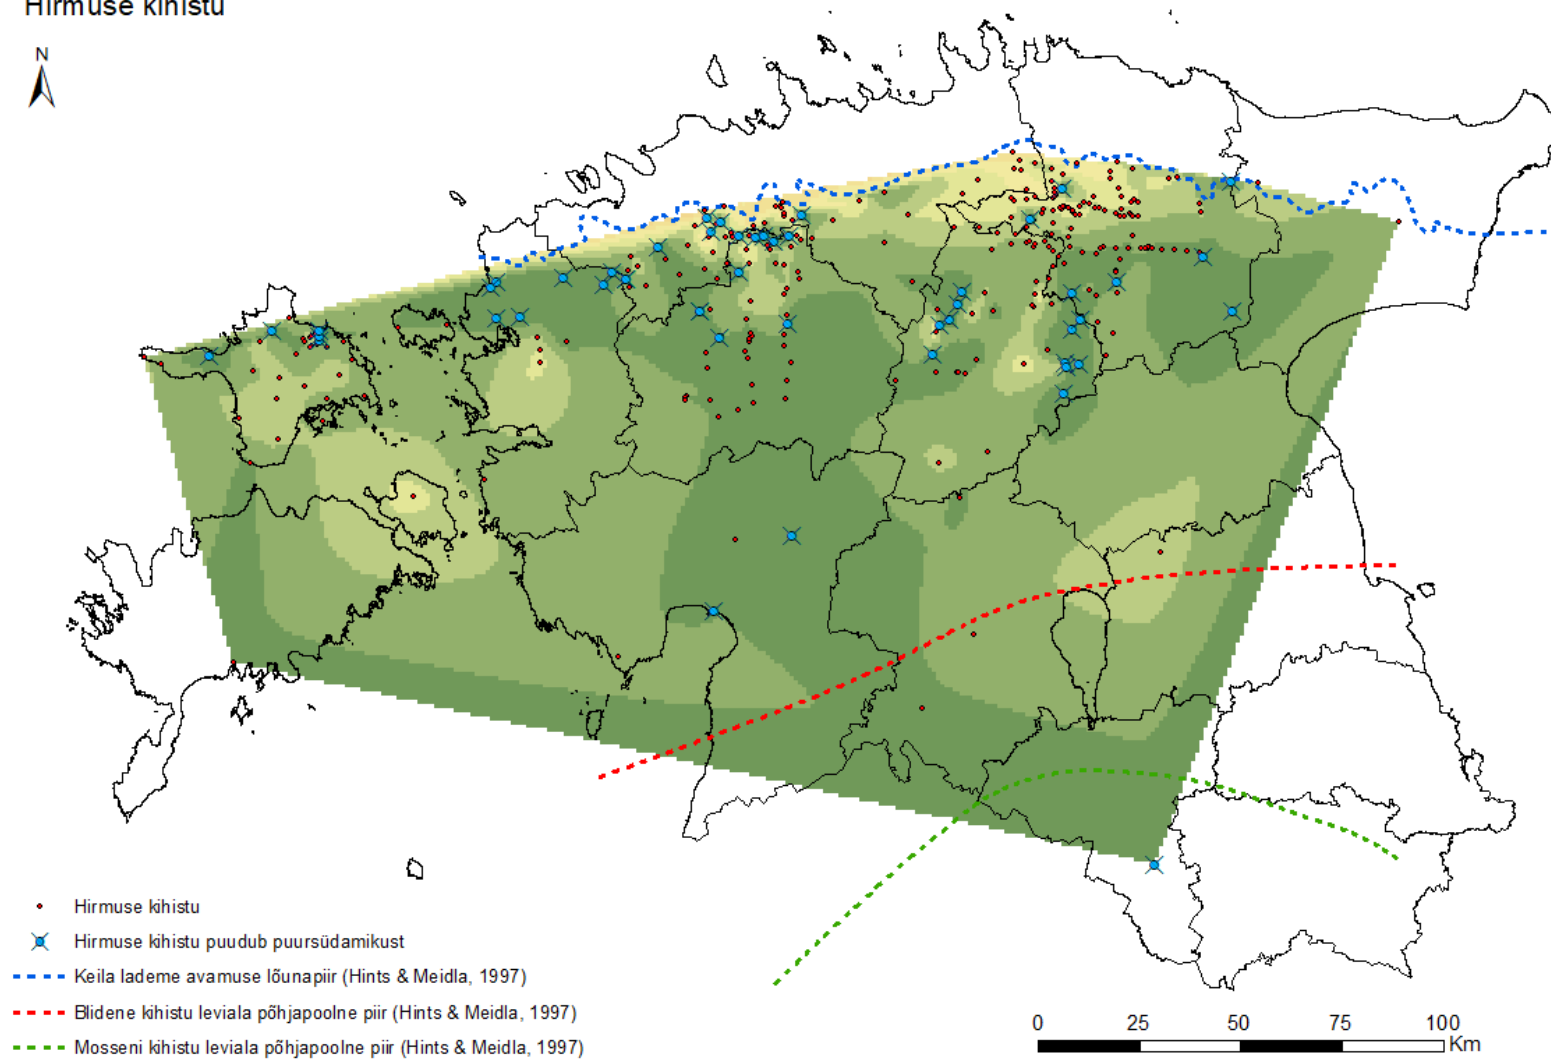 Hirmuse kihistu
N
Hirmuse kihistu
Hirmuse kihistu puudub puursüdamikust
Keila lademe avamuse lõunapiir (Hints & Meidla, 1997)
Blidene kihistu leviala põhjapoolne piir (Hints & Meidla, 1997)
Mosseni kihistu leviala põhjapoolne piir (Hints & Meidla, 1997)
0 25 50 75 100
Km